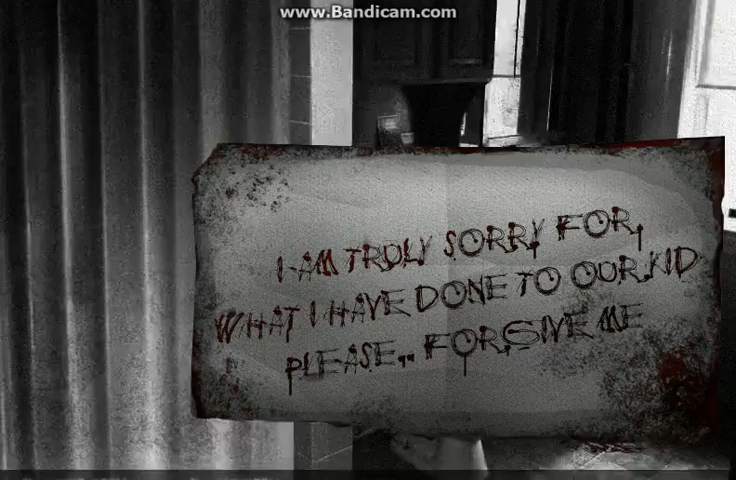 www.Bandicam.com
I AM TRULY SORRY FOR,
WHAT I HAVE DONE TO OUR KID
PLEASE.. FORGIVE ME